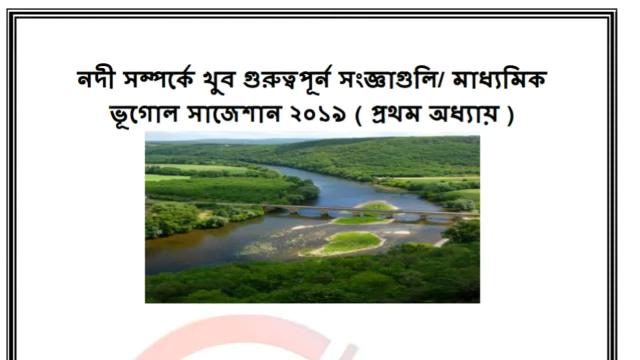 নদী সম্পর্কে খুব গুরুত্বপূর্ন সংজ্ঞাগুলি/ মাধ্যমিক
ভূগোল সাজেশান ২০১৯ ( প্রথম অধ্যায় )